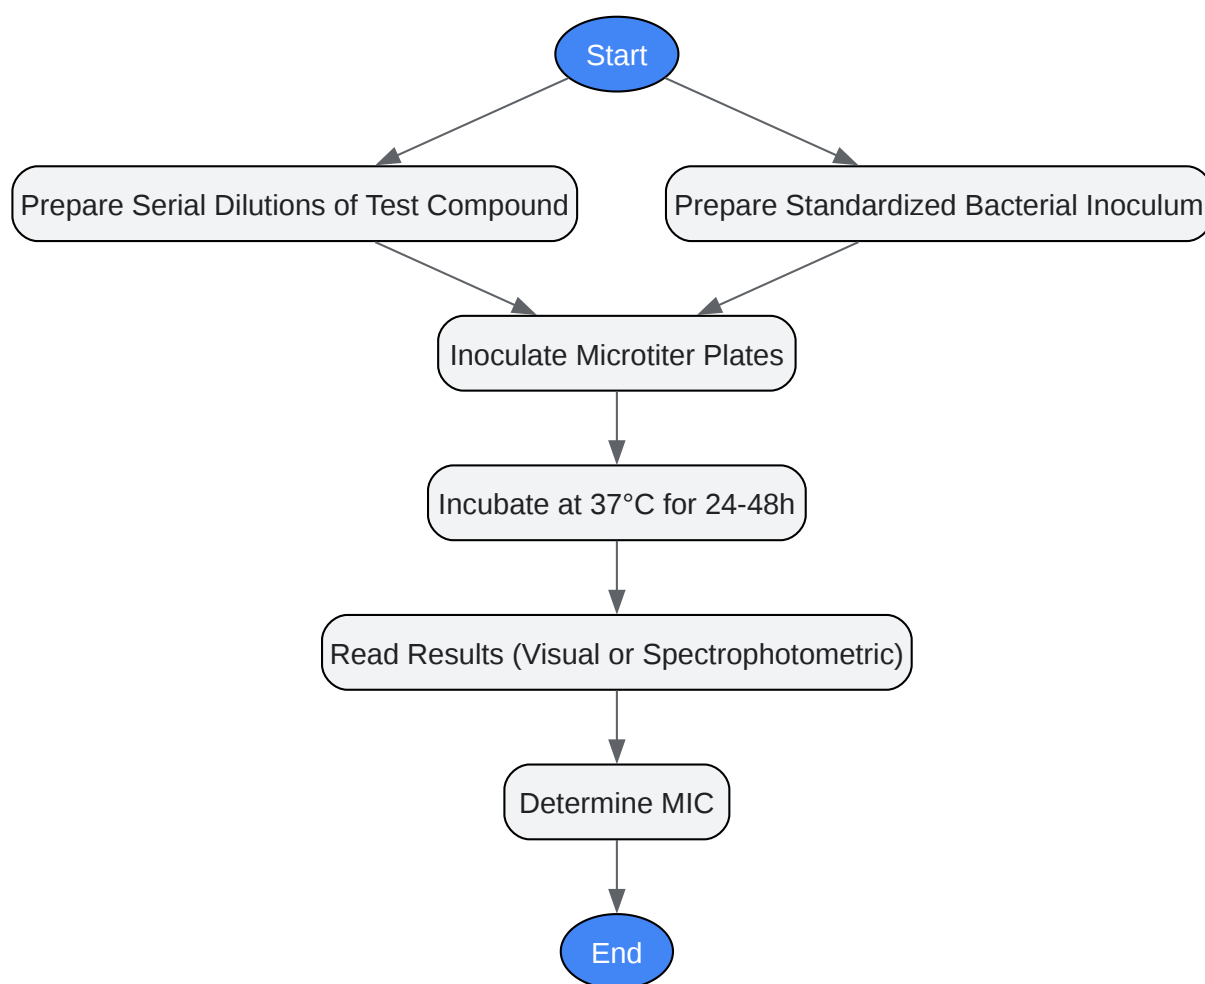 Start
Prepare Serial Dilutions of Test Compound
Prepare Standardized Bacterial Inoculum
Inoculate Microtiter Plates
Incubate at 37°C for 24-48h
Read Results (Visual or Spectrophotometric)
Determine MIC
End